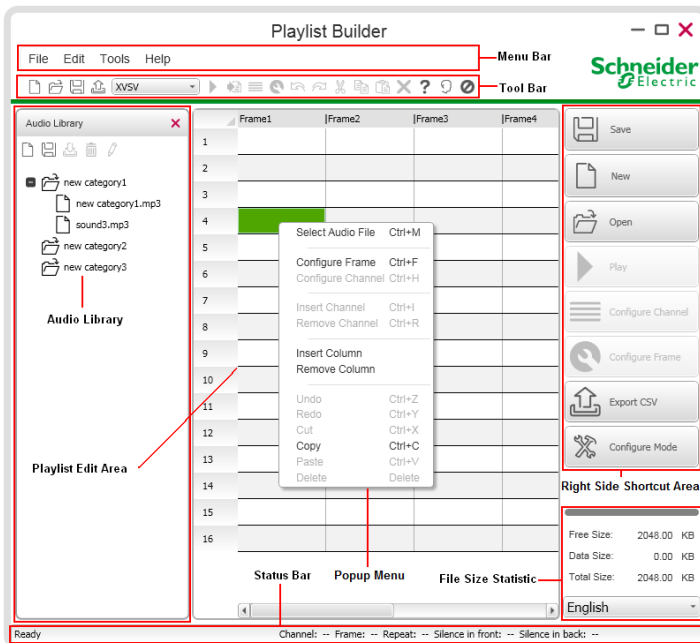 Playlist Builder
File Edit Tools Help
Menu Bar
Schneider
Electric
XVSV
?
Tool Bar
Audio Library
new category1
new category1.mp3
sound3.mp3
new category2
new category3
Audio Library
Playlist Edit Area
Frame1 |Frame2 |Frame3 |Frame4
1
2
3
4
5
6
7
8
9
10
11
12
13
14
15
16
Select Audio File Ctrl+M
Configure Frame Ctrl+F
Configure Channel Ctrl+H
Insert Channel Ctrl+I
Remove Channel Ctrl+R
Insert Column
Remove Column
Undo Ctrl+Z
Redo Ctrl+Y
Cut Ctrl+X
Copy Ctrl+C
Paste Ctrl+V
Delete Delete
Save
New
Open
Play
Configure Channel
Configure Frame
Export CSV
Configure Mode
Right Side Shortcut Area
Free Size: 2048.00 KB
Data Size: 0.00 KB
Total Size: 2048.00 KB
English
Status Bar
Popup Menu
File Size Statistic
Ready
Channel: -- Frame: -- Repeat: -- Silence in front: -- Silence in back: --